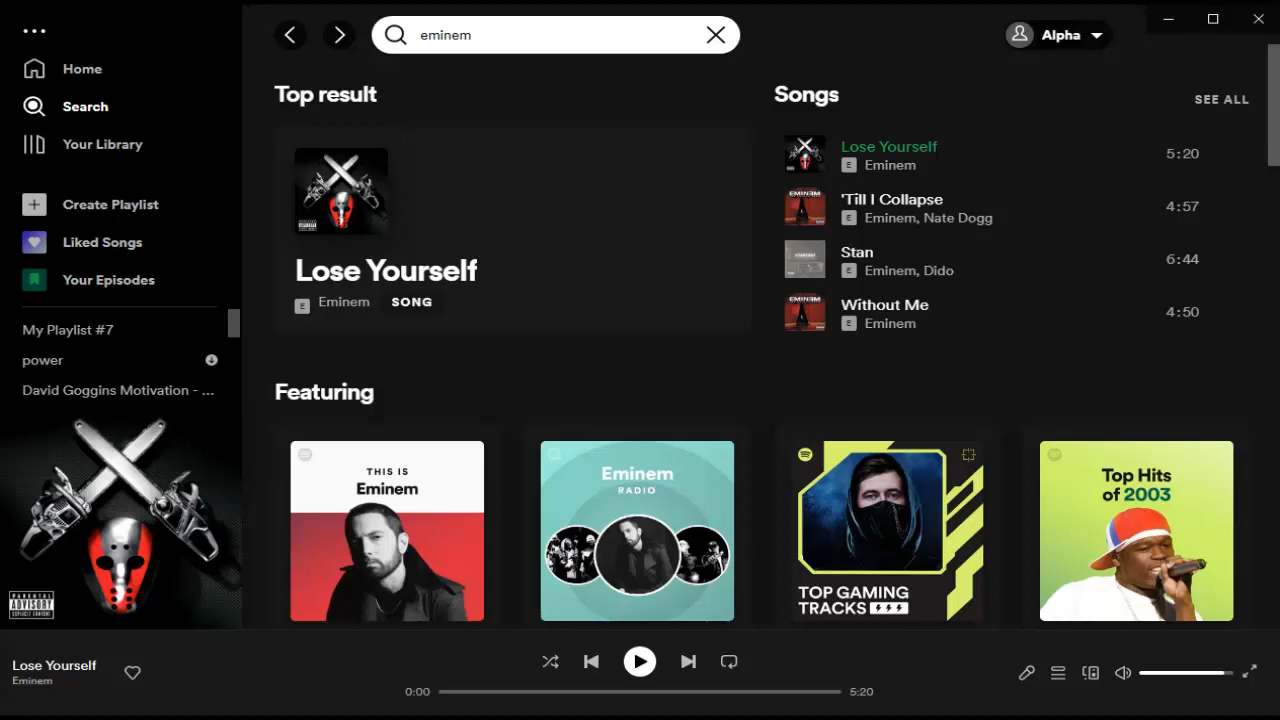 eminem
Alpha
Home
Search
Your Library
Create Playlist
Liked Songs
Your Episodes
My Playlist #7
power
David Goggins Motivation - ...
Top result
Lose Yourself
E Eminem SONG
Songs
SEE ALL
Lose Yourself
E Eminem
5:20
'Till I Collapse
E Eminem, Nate Dogg
4:57
Stan
E Eminem, Dido
6:44
Without Me
E Eminem
4:50
Featuring
THIS IS
Eminem
Eminem
RADIO
TOP GAMING
TRACKS
Top Hits
of 2003
EMINEM
EMINEM
PARENTAL
ADVISORY
EXPLICIT CONTENT
Lose Yourself
Eminem
0:00
5:20